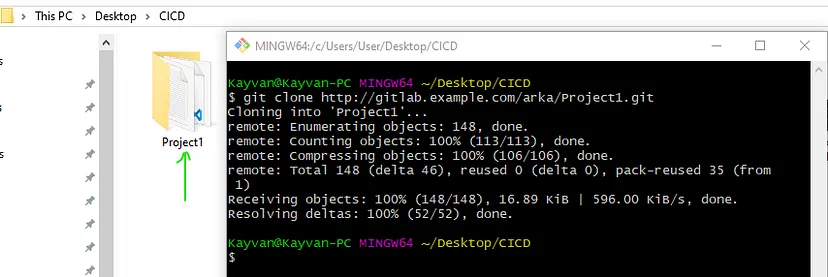 This PC > Desktop > CICD
Project1
MINGW64:/c/Users/User/Desktop/CICD
Kayvan@Kayvan-PC MINGW64 ~/Desktop/CICD
$ git clone http://gitlab.example.com/arka/Project1.git
Cloning into 'Project1'...
remote: Enumerating objects: 148, done.
remote: Counting objects: 100% (113/113), done.
remote: Compressing objects: 100% (106/106), done.
remote: Total 148 (delta 46), reused 0 (delta 0), pack-reused 35 (from
1)
Receiving objects: 100% (148/148), 16.89 KiB | 596.00 KiB/s, done.
Resolving deltas: 100% (52/52), done.
Kayvan@Kayvan-PC MINGW64 ~/Desktop/CICD
$